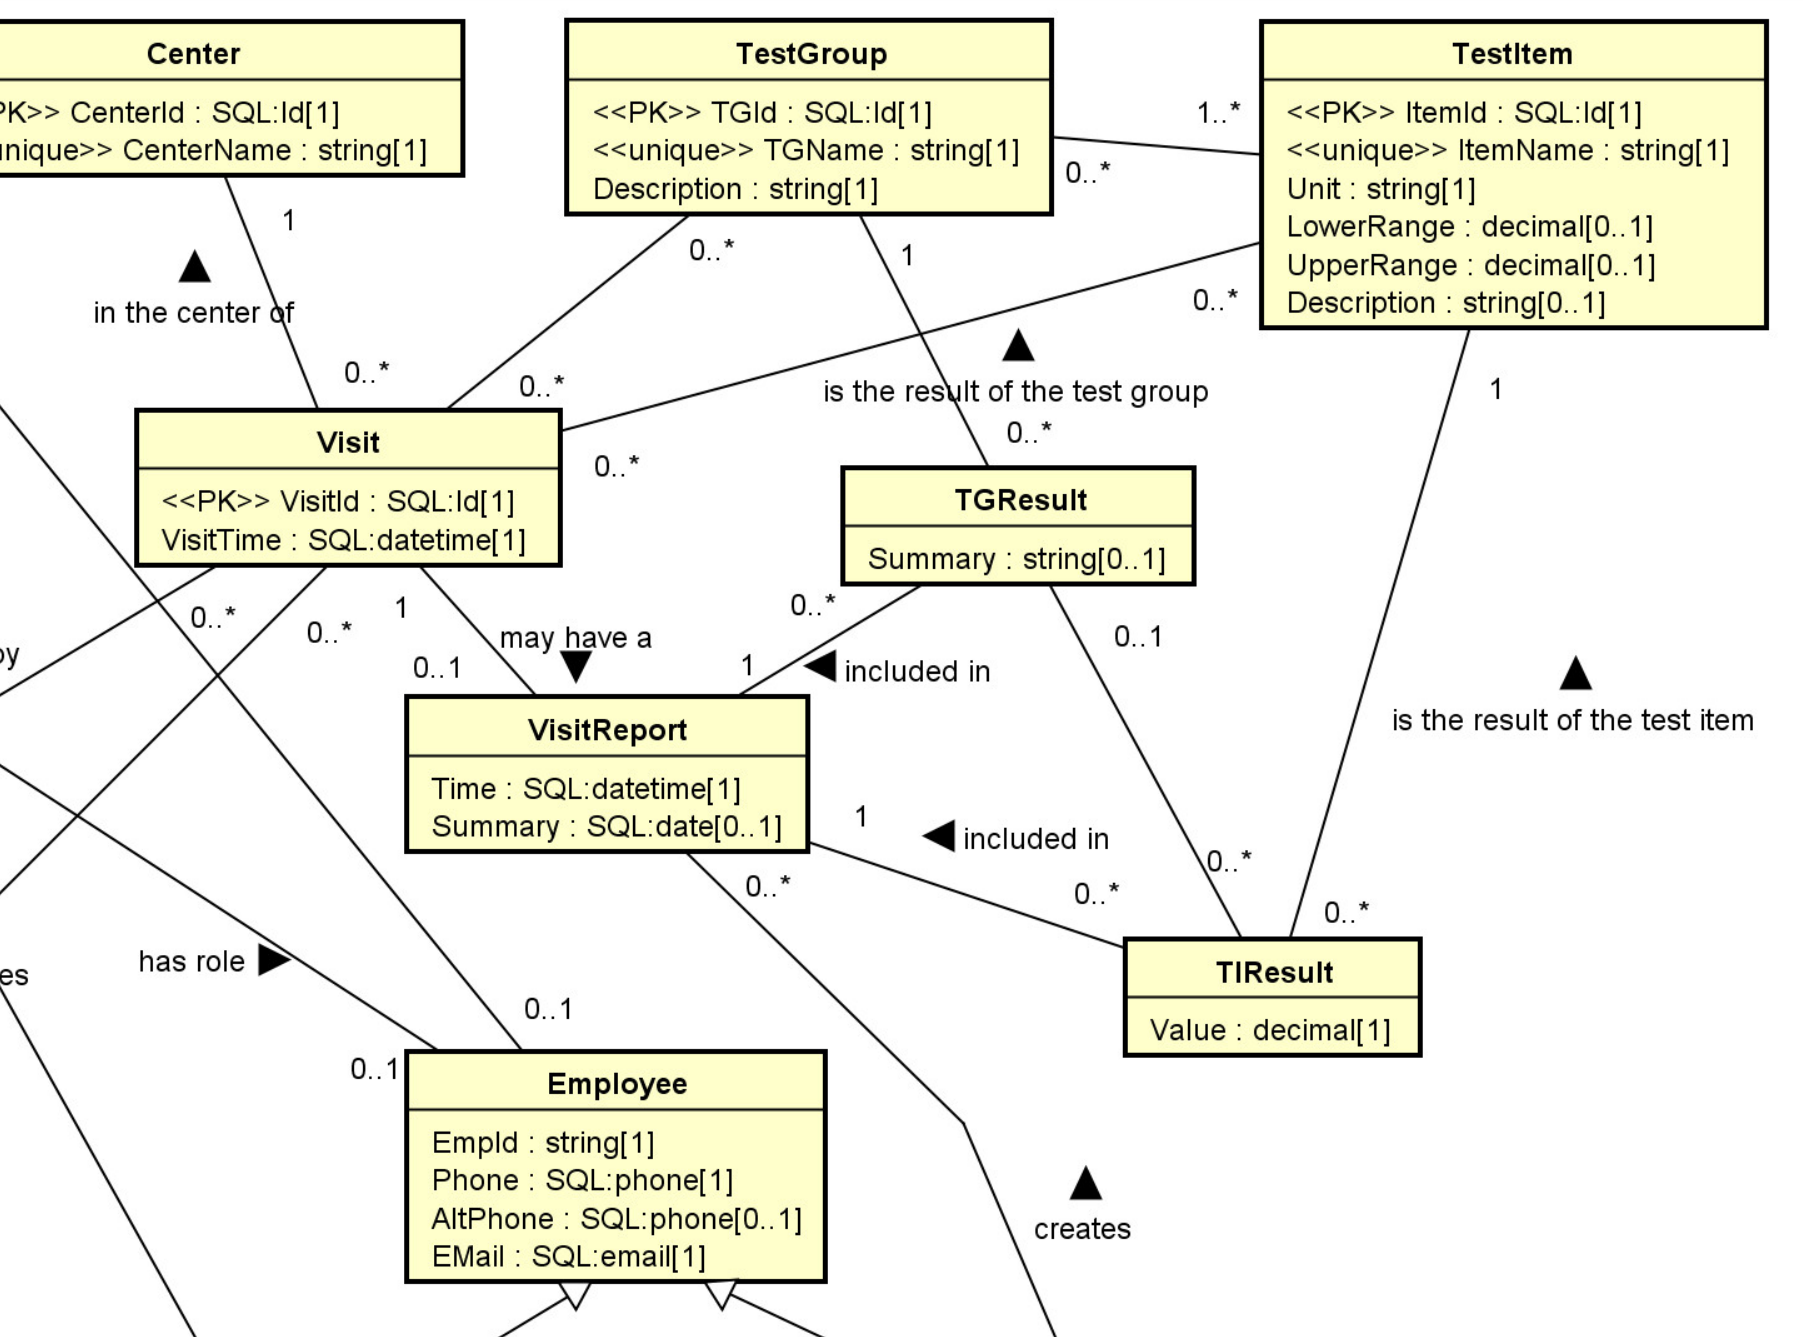 Center
PK>> CenterId : SQL:Id[1]
unique>> CenterName : string[1]
TestGroup
<<PK>> TGId : SQL:Id[1]
<<unique>> TGName : string[1]
Description : string[1]
TestItem
<<PK>> ItemId : SQL:Id[1]
<<unique>> ItemName : string[1]
Unit : string[1]
LowerRange : decimal[0..1]
UpperRange : decimal[0..1]
Description : string[0..1]
1..*
0..*
1
0..*
1
in the center of
0..*
0..*
0..*
is the result of the test group
0..*
0..*
1
Visit
<<PK>> VisitId : SQL:Id[1]
VisitTime : SQL:datetime[1]
TGResult
Summary : string[0..1]
0..*
0..*
1
0..1
may have a
0..*
1
included in
0..1
is the result of the test item
by
VisitReport
Time : SQL:datetime[1]
Summary : SQL:date[0..1]
1
included in
0..*
0..*
0..*
0..*
TIResult
Value : decimal[1]
has role
es
0..1
0..1
Employee
EmpId : string[1]
Phone : SQL:phone[1]
AltPhone : SQL:phone[0..1]
EMail : SQL:email[1]
creates